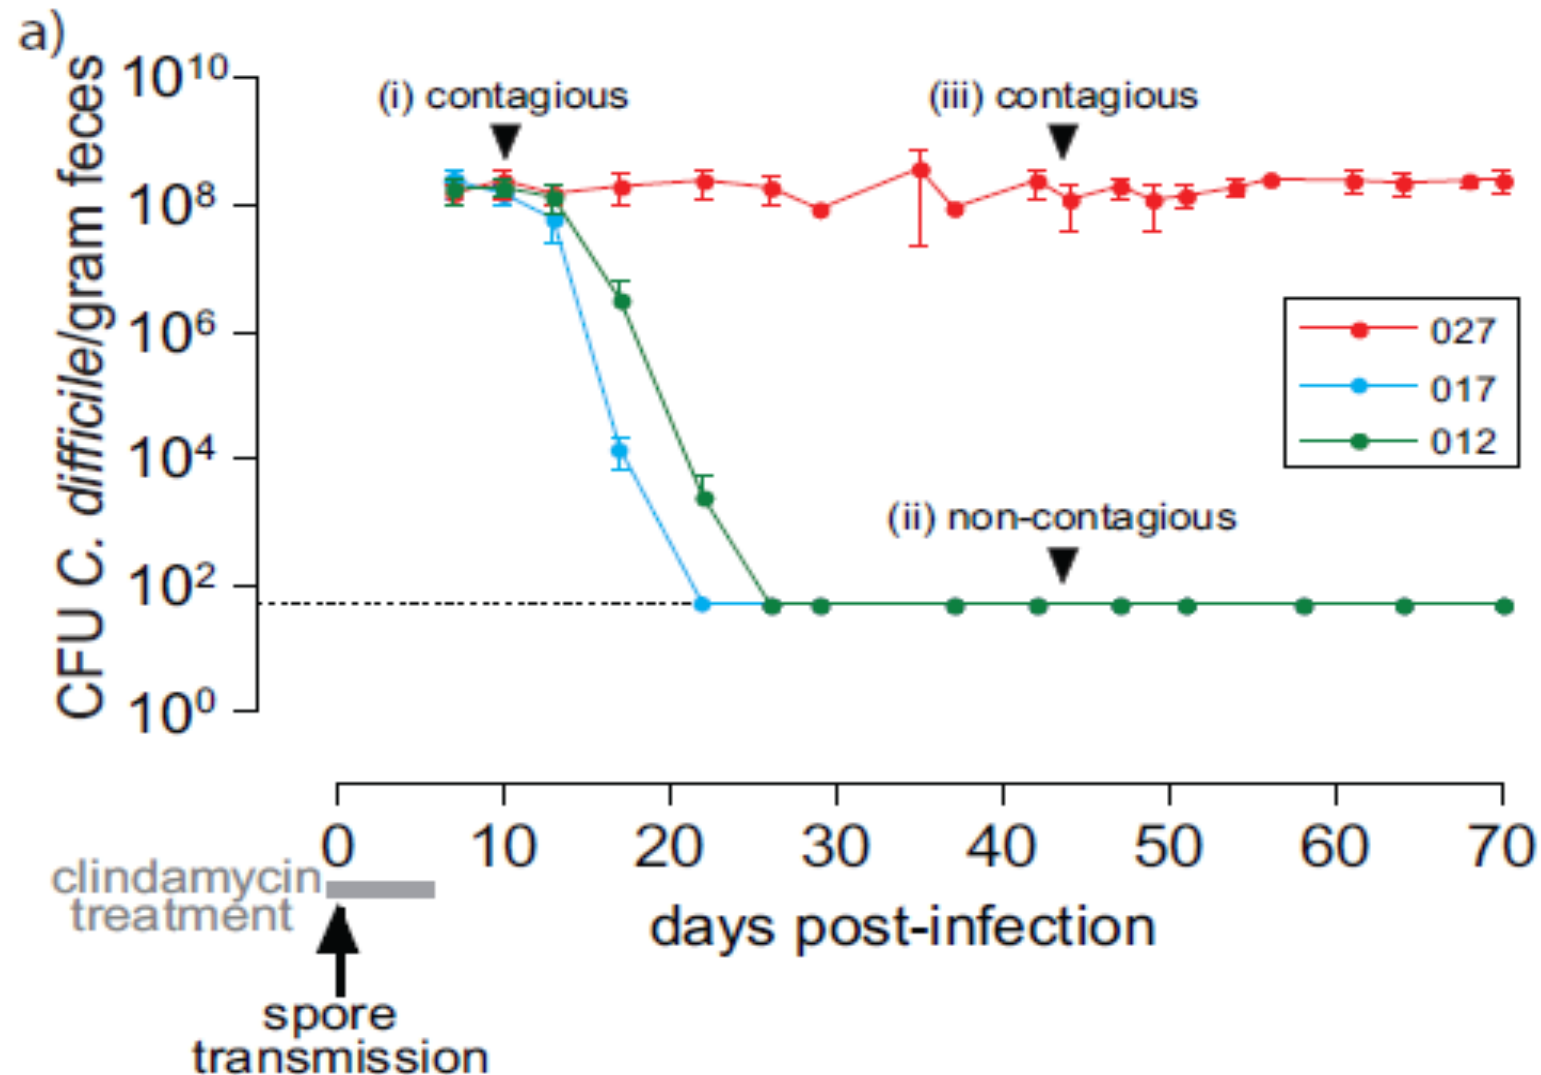 a)
CFU C. difficile/gram feces
10¹⁰
10⁸
10⁶
10⁴
10²
10⁰
(i) contagious
(iii) contagious
(ii) non-contagious
027
017
012
0 10 20 30 40 50 60 70
days post-infection
clindamycin
treatment
spore
transmission